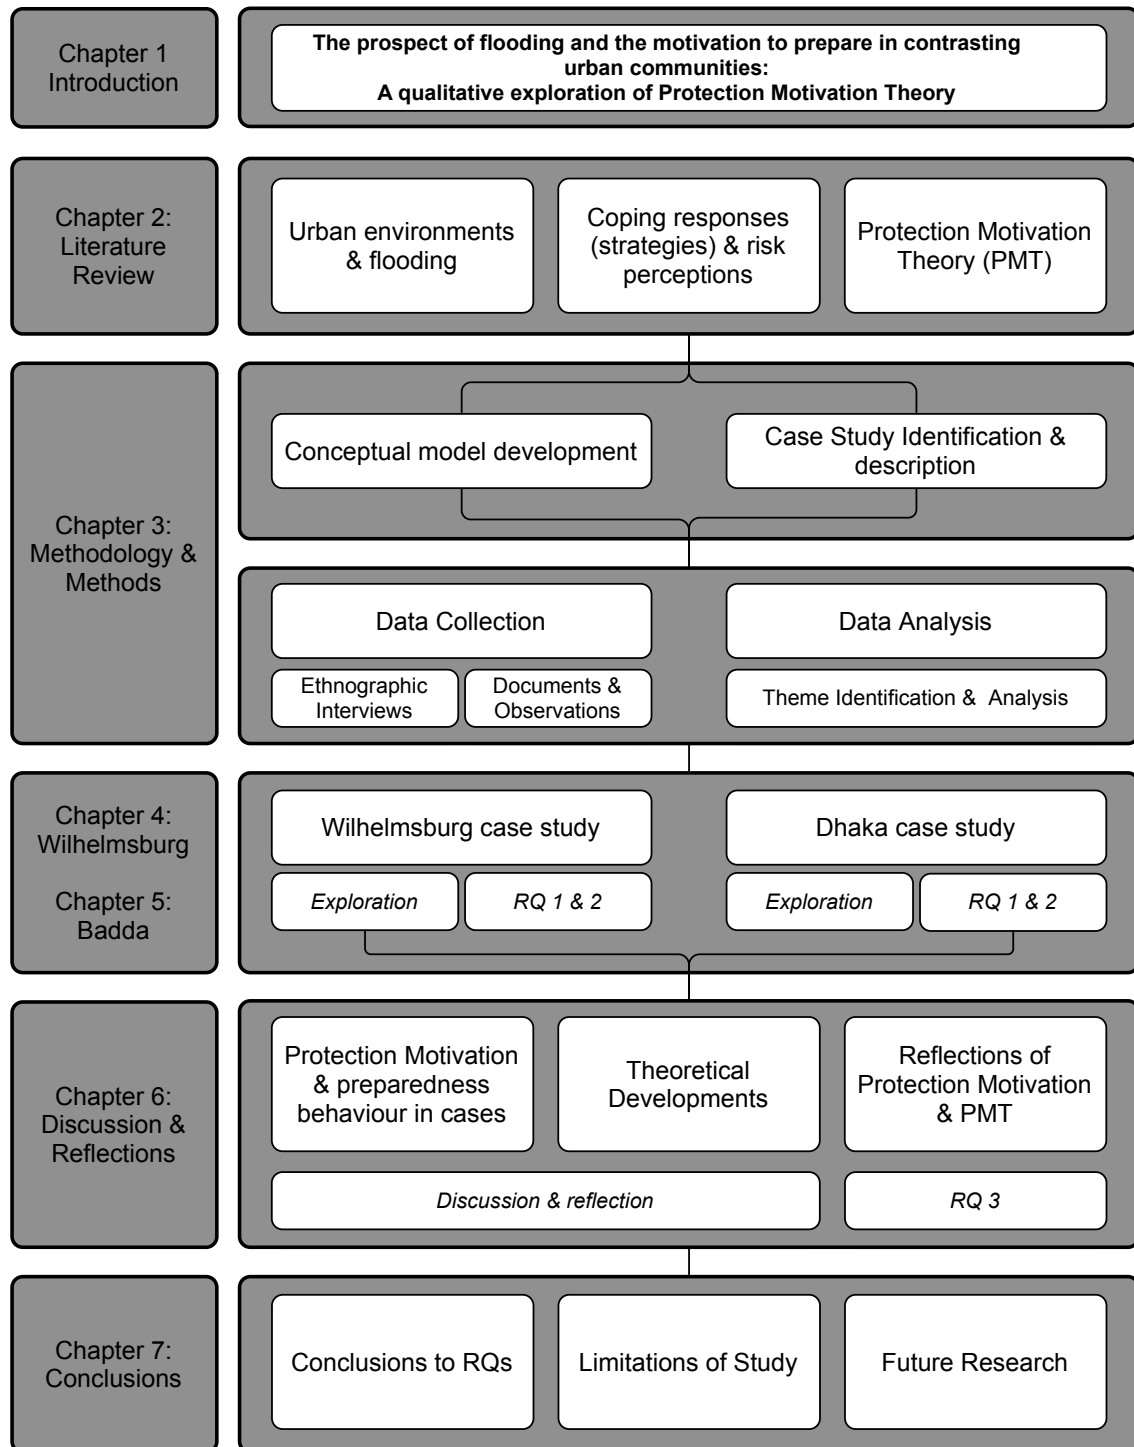 Chapter 1
Introduction
The prospect of flooding and the motivation to prepare in contrasting
urban communities:
A qualitative exploration of Protection Motivation Theory
Chapter 2:
Literature
Review
Urban environments
& flooding
Coping responses
(strategies) & risk
perceptions
Protection Motivation
Theory (PMT)
Chapter 3:
Methodology &
Methods
Conceptual model development
Case Study Identification &
description
Data Collection
Data Analysis
Ethnographic
Interviews
Documents &
Observations
Theme Identification &  Analysis
Chapter 4:
Wilhelmsburg
Chapter 5:
Badda
Wilhelmsburg case study
Dhaka case study
Exploration
RQ 1 & 2
Exploration
RQ 1 & 2
Chapter 6:
Discussion &
Reflections
Protection Motivation
& preparedness
behaviour in cases
Theoretical
Developments
Reflections of
Protection Motivation
& PMT
Discussion & reflection
RQ 3
Chapter 7:
Conclusions
Conclusions to RQs
Limitations of Study
Future Research